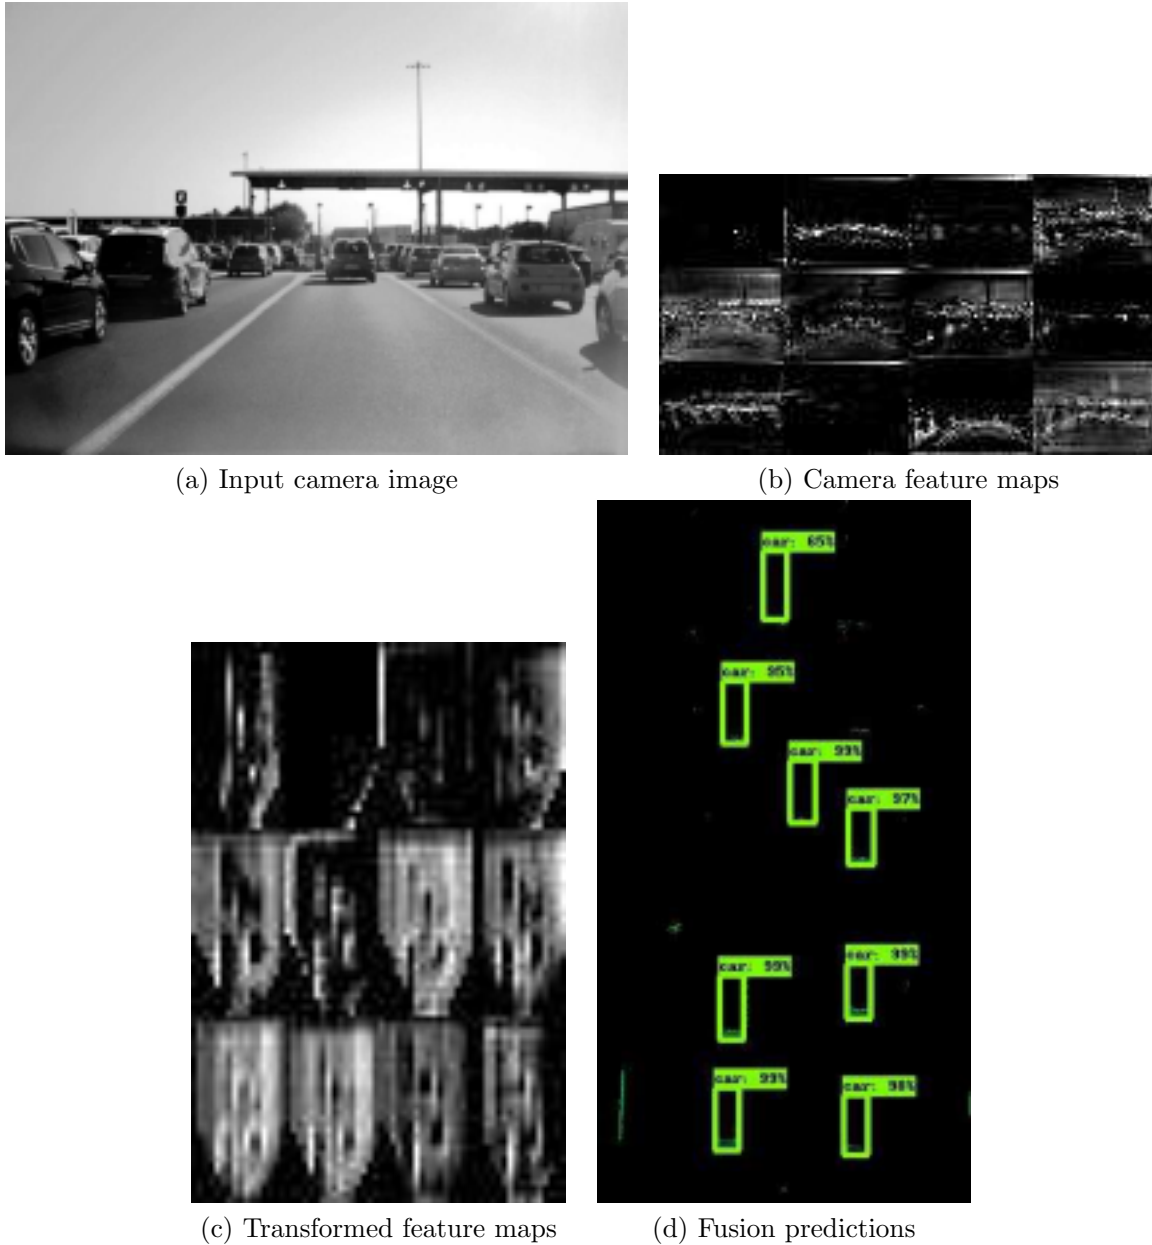 (a) Input camera image
(b) Camera feature maps
car: 65%
car: 95%
car: 99%
car: 97%
car: 99%
car: 99%
car: 99%
car: 98%
(c) Transformed feature maps
(d) Fusion predictions